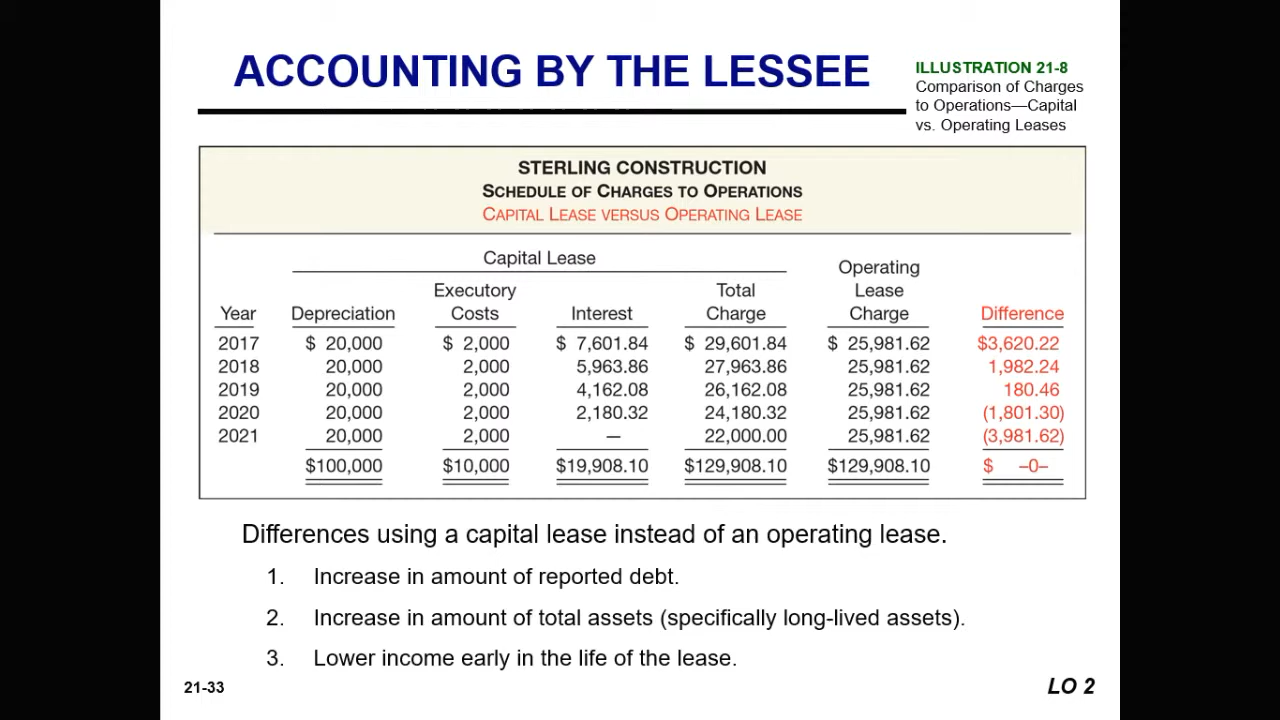 ACCOUNTING BY THE LESSEE
ILLUSTRATION 21-8
Comparison of Charges
to Operations—Capital
vs. Operating Leases
STERLING CONSTRUCTION
SCHEDULE OF CHARGES TO OPERATIONS
CAPITAL LEASE VERSUS OPERATING LEASE
Capital Lease
Year Depreciation Executory Costs Interest Total Charge Operating Lease Charge Difference
2017 $ 20,000 $ 2,000 $ 7,601.84 $ 29,601.84 $ 25,981.62 $3,620.22
2018 20,000 2,000 5,963.86 27,963.86 25,981.62 1,982.24
2019 20,000 2,000 4,162.08 26,162.08 25,981.62 180.46
2020 20,000 2,000 2,180.32 24,180.32 25,981.62 (1,801.30)
2021 20,000 2,000 — 22,000.00 25,981.62 (3,981.62)
$100,000 $10,000 $19,908.10 $129,908.10 $129,908.10 $ –0–
Differences using a capital lease instead of an operating lease.
1. Increase in amount of reported debt.
2. Increase in amount of total assets (specifically long-lived assets).
3. Lower income early in the life of the lease.
21-33
LO 2